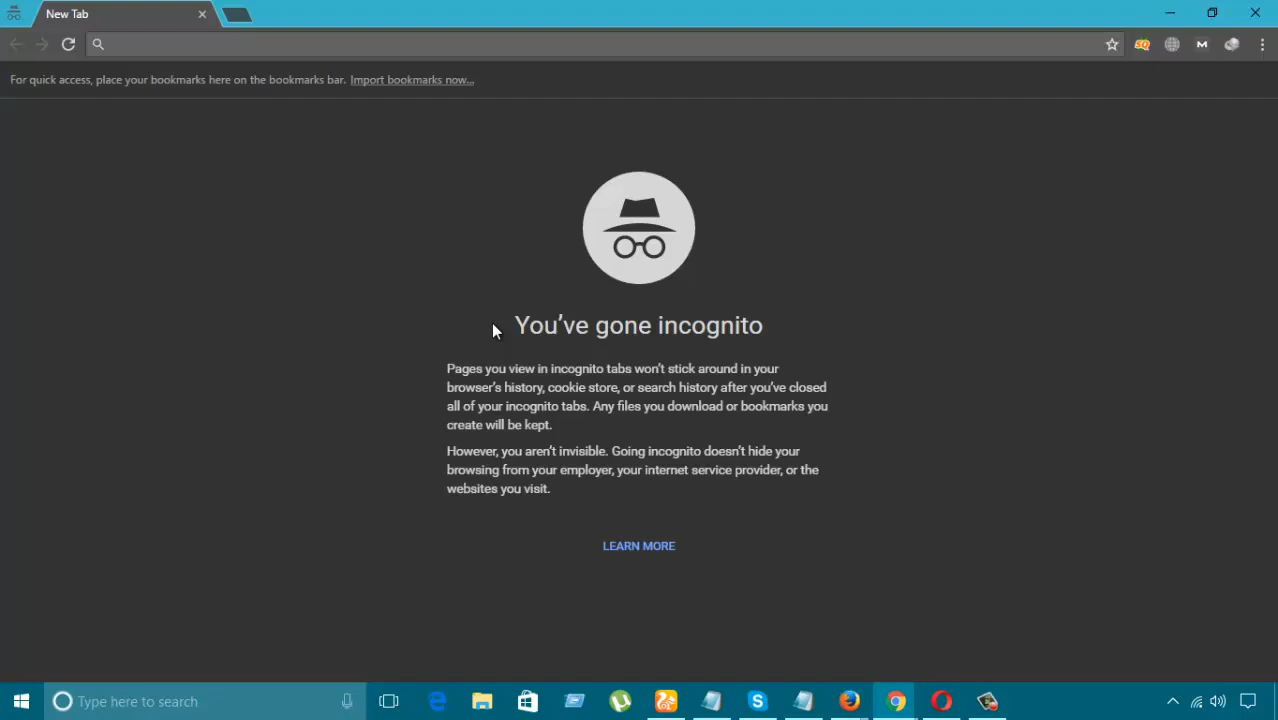 New Tab
For quick access, place your bookmarks here on the bookmarks bar. Import bookmarks now...
SQ
M
You've gone incognito
Pages you view in incognito tabs won't stick around in your
browser's history, cookie store, or search history after you've closed
all of your incognito tabs. Any files you download or bookmarks you
create will be kept.
However, you aren't invisible. Going incognito doesn't hide your
browsing from your employer, your internet service provider, or the
websites you visit.
LEARN MORE
Type here to search